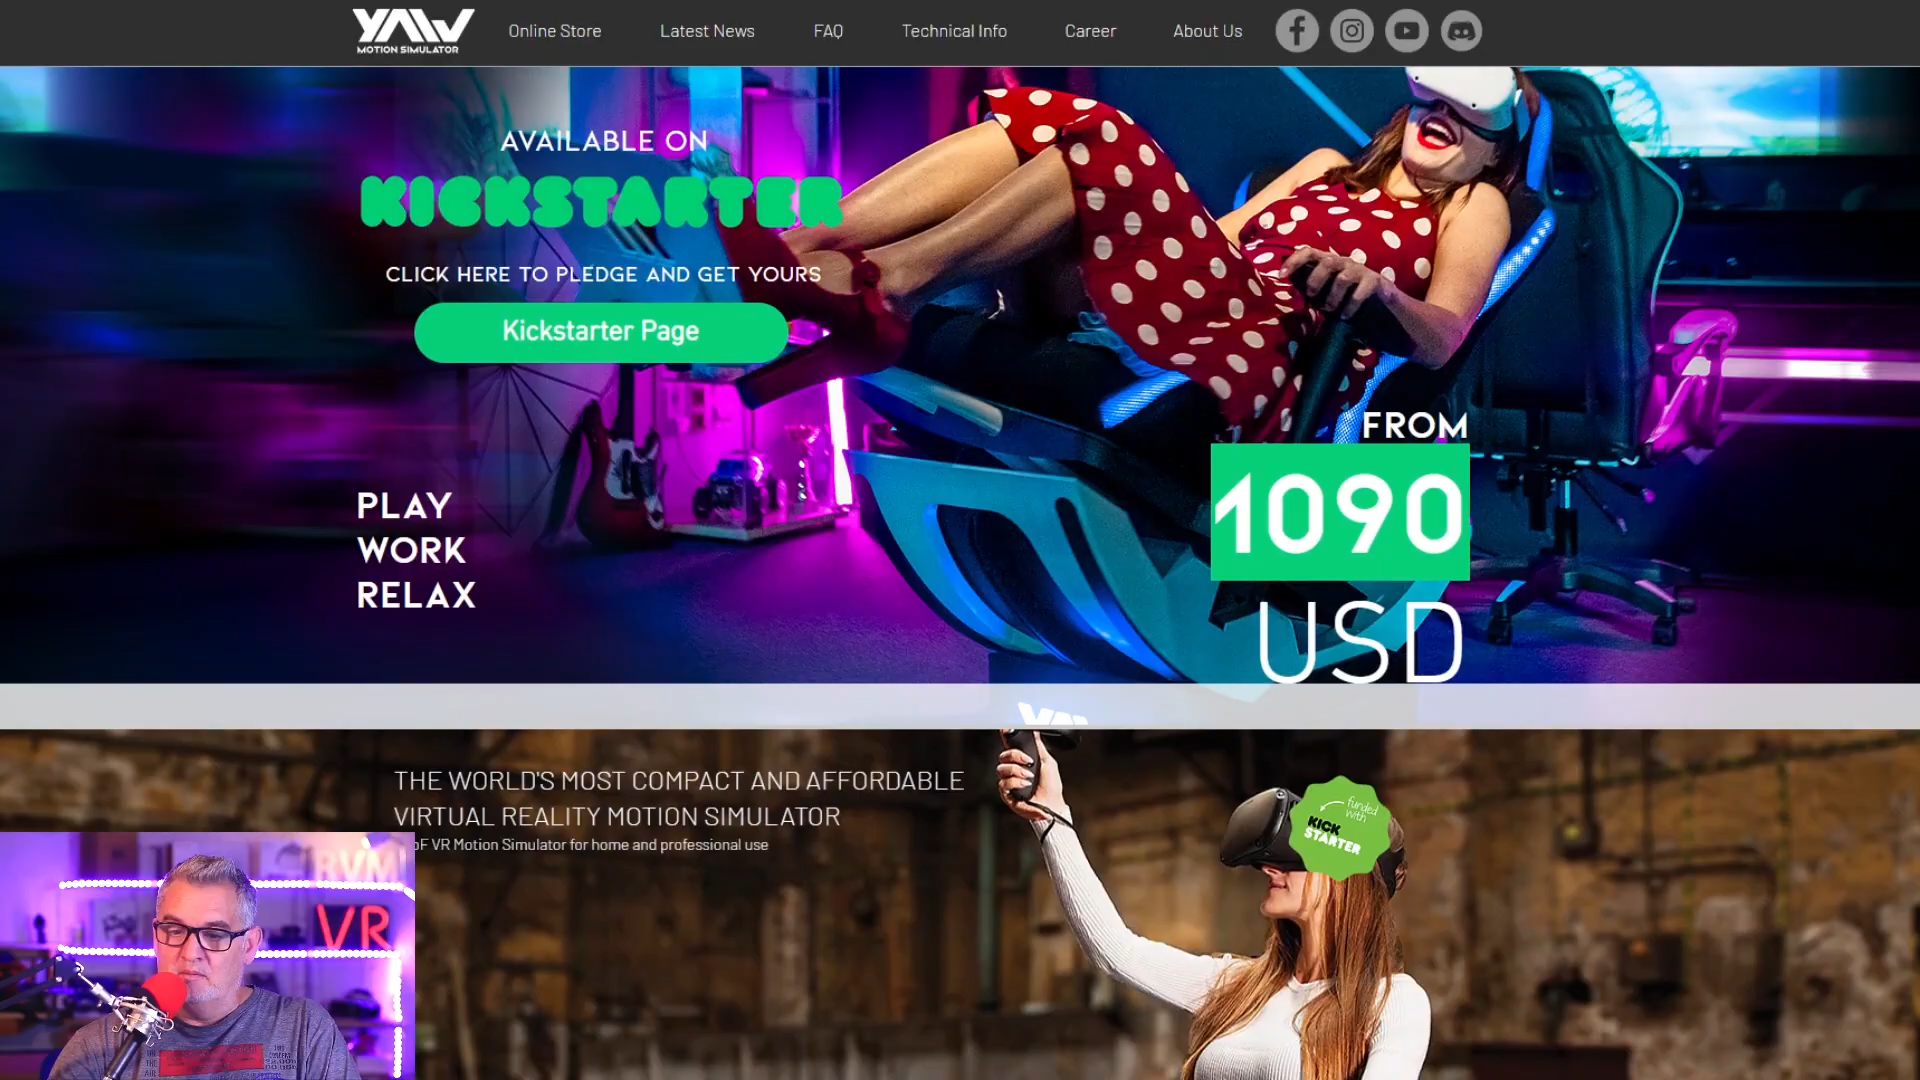 YAW
MOTION SIMULATOR
Online Store
Latest News
FAQ
Technical Info
Career
About Us
AVAILABLE ON
KICKSTARTER
CLICK HERE TO PLEDGE AND GET YOURS
Kickstarter Page
PLAY
WORK
RELAX
FROM
1090
USD
THE WORLD'S MOST COMPACT AND AFFORDABLE
VIRTUAL REALITY MOTION SIMULATOR
oF VR Motion Simulator for home and professional use
funded
with
KICK
STARTER
VR